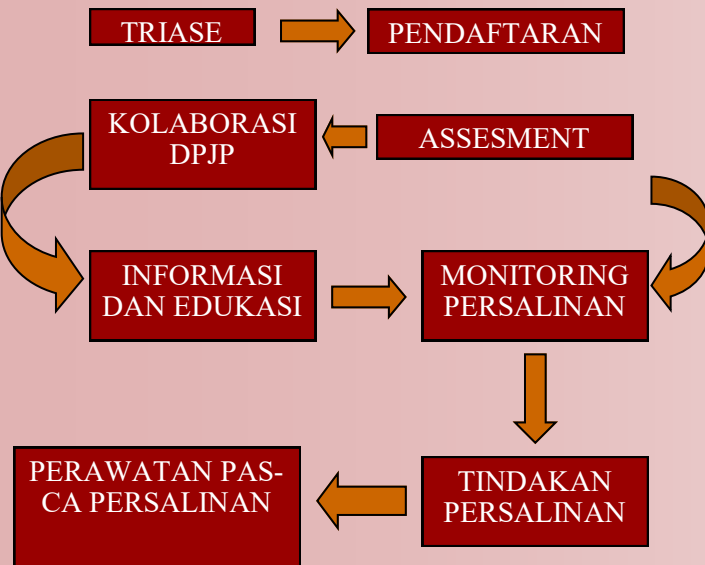 TRIASE
PENDAFTARAN
KOLABORASI
DPJP
ASSESMENT
INFORMASI
DAN EDUKASI
MONITORING
PERSALINAN
PERAWATAN PAS-
CA PERSALINAN
TINDAKAN
PERSALINAN